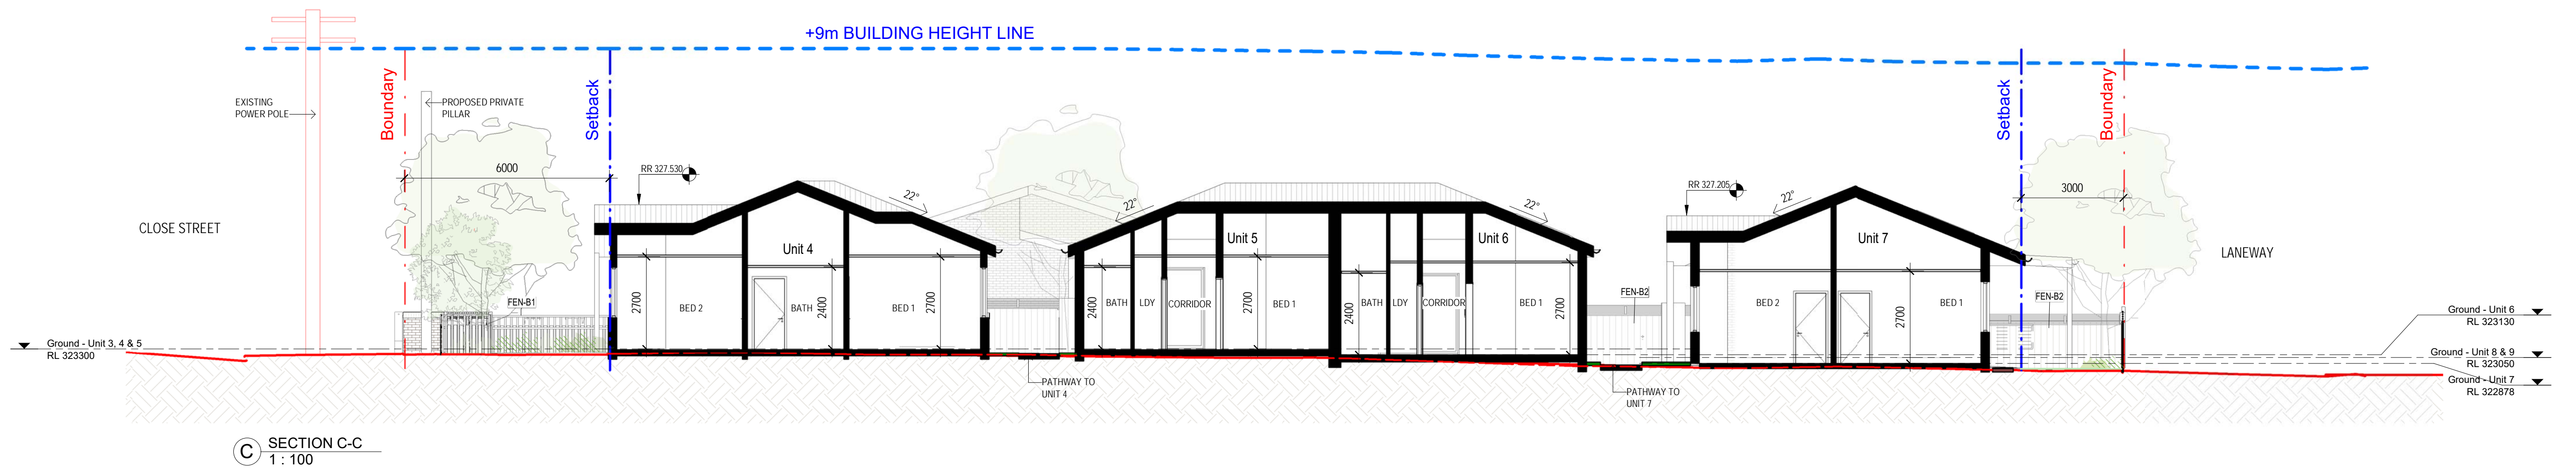 +9m BUILDING HEIGHT LINE
Boundary
Setback
Setback
Boundary
EXISTING
POWER POLE
PROPOSED PRIVATE
PILLAR
6000
RR 327.530
22°
22°
22°
RR 327.205
22°
3000
CLOSE STREET
LANEWAY
Unit 4
Unit 5
Unit 6
Unit 7
FEN-B1
2700
BED 2
BATH
2400
BED 1
2700
2400
BATH
LDY
CORRIDOR
2700
BED 1
2400
BATH
LDY
CORRIDOR
BED 1
2700
FEN-B2
BED 2
2700
BED 1
FEN-B2
Ground - Unit 3, 4 & 5
RL 323300
Ground - Unit 6
RL 323130
Ground - Unit 8 & 9
RL 323050
Ground - Unit 7
RL 322878
PATHWAY TO
UNIT 4
PATHWAY TO
UNIT 7
C
SECTION C-C
1 : 100